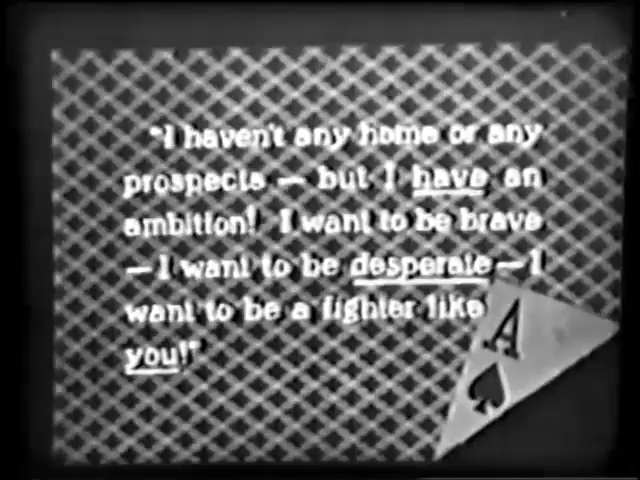 "I haven't any home or any
prospects — but I have an
ambition! I want to be brave
— I want to be desperate — I
want to be a fighter like
you!"
A